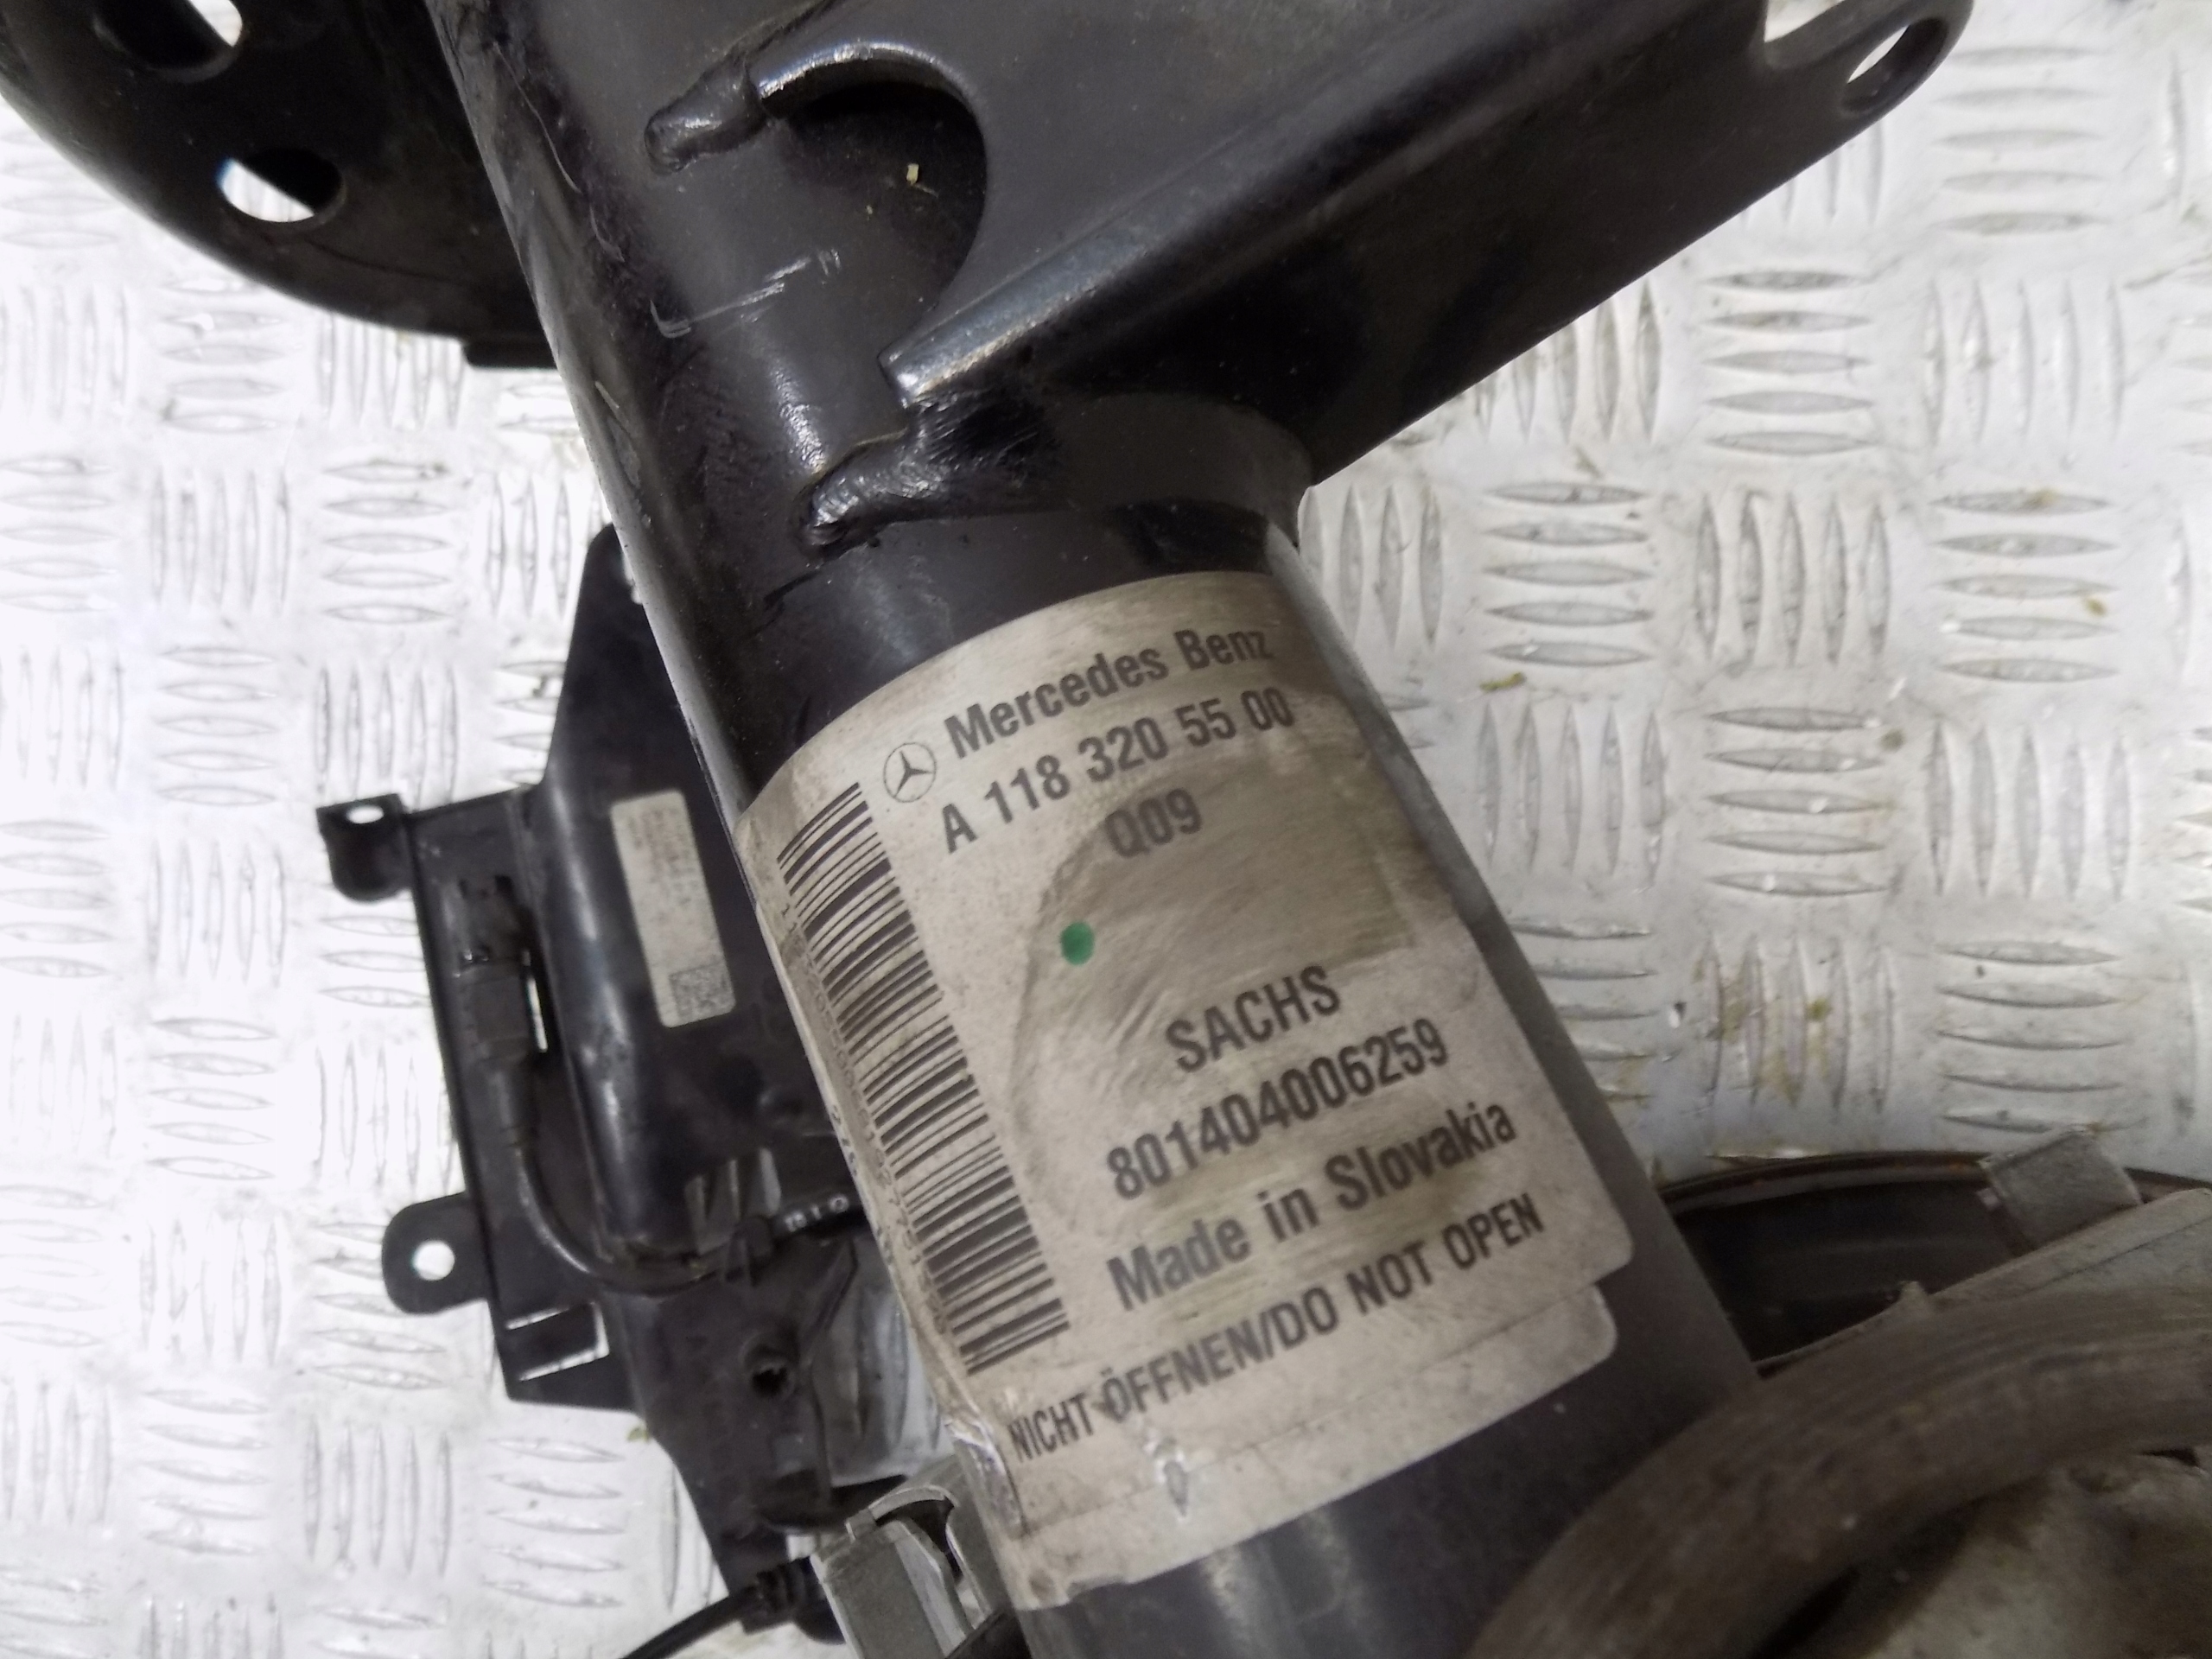 Mercedes Benz
A 118 320 55 00
Q09
SACHS
801404006259
Made in Slovakia
NICHT ÖFFNEN/DO NOT OPEN